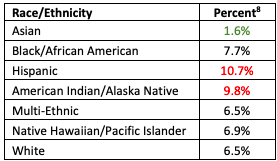 Race/Ethnicity Percent8
Asian 1.6%
Black/African American 7.7%
Hispanic 10.7%
American Indian/Alaska Native 9.8%
Multi-Ethnic 6.5%
Native Hawaiian/Pacific Islander 6.9%
White 6.5%